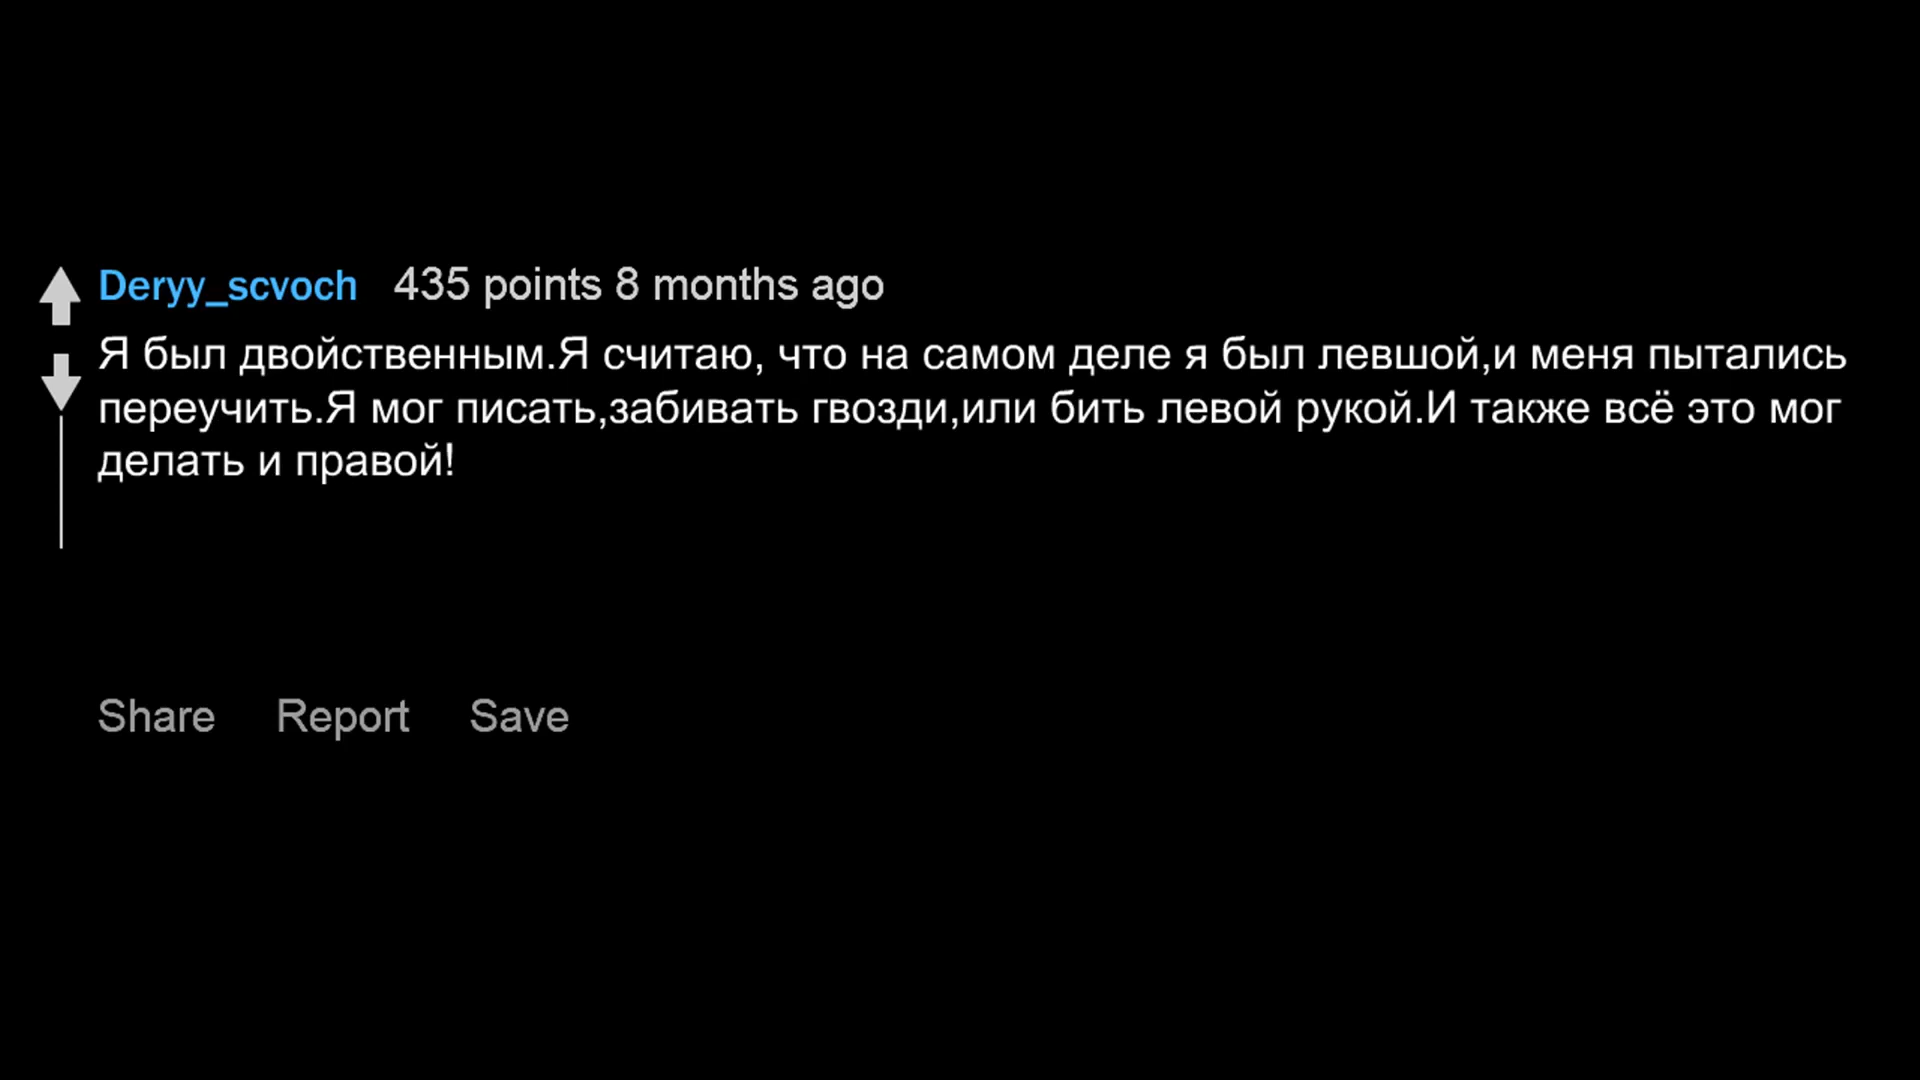 Deryy_scvoch 435 points 8 months ago
Я был двойственным.Я считаю, что на самом деле я был левшой,и меня пытались
переучить.Я мог писать,забивать гвозди,или бить левой рукой.И также всё это мог
делать и правой!
Share Report Save